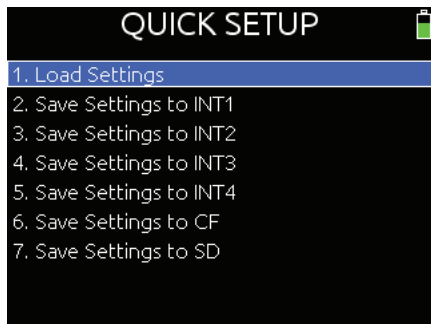 QUICK SETUP
1. Load Settings
2. Save Settings to INT1
3. Save Settings to INT2
4. Save Settings to INT3
5. Save Settings to INT4
6. Save Settings to CF
7. Save Settings to SD